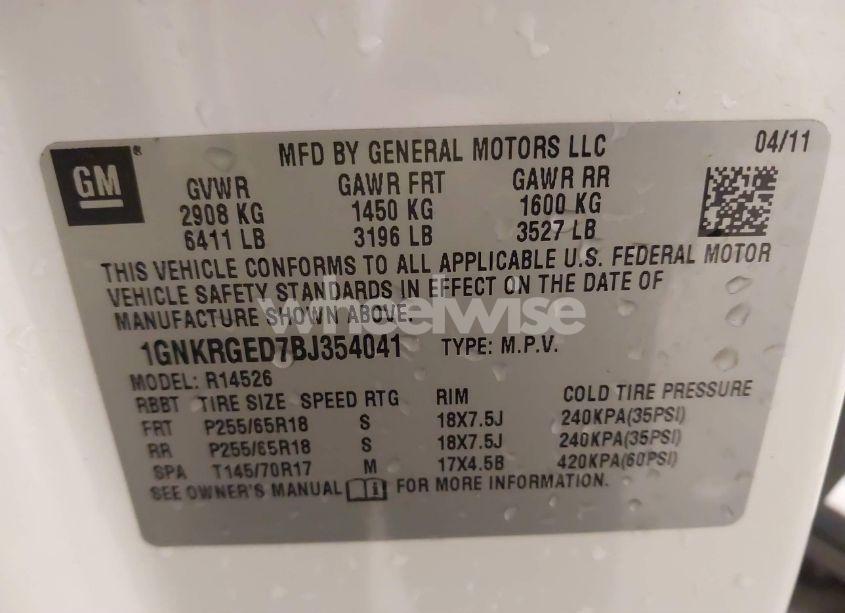 GM
MFD BY GENERAL MOTORS LLC 04/11
GVWR GAWR FRT GAWR RR
2908 KG 1450 KG 1600 KG
6411 LB 3196 LB 3527 LB
THIS VEHICLE CONFORMS TO ALL APPLICABLE U.S. FEDERAL MOTOR
VEHICLE SAFETY STANDARDS IN EFFECT ON THE DATE OF
MANUFACTURE SHOWN ABOVE.
wheelwise
1GNKRGED7BJ354041 TYPE: M.P.V.
MODEL: R14526
RBBT TIRE SIZE SPEED RTG RIM COLD TIRE PRESSURE
FRT P255/65R18 S 18X7.5J 240KPA(35PSI)
RR P255/65R18 S 18X7.5J 240KPA(35PSI)
SPA T145/70R17 M 17X4.5B 420KPA(60PSI)
SEE OWNER'S MANUAL FOR MORE INFORMATION.